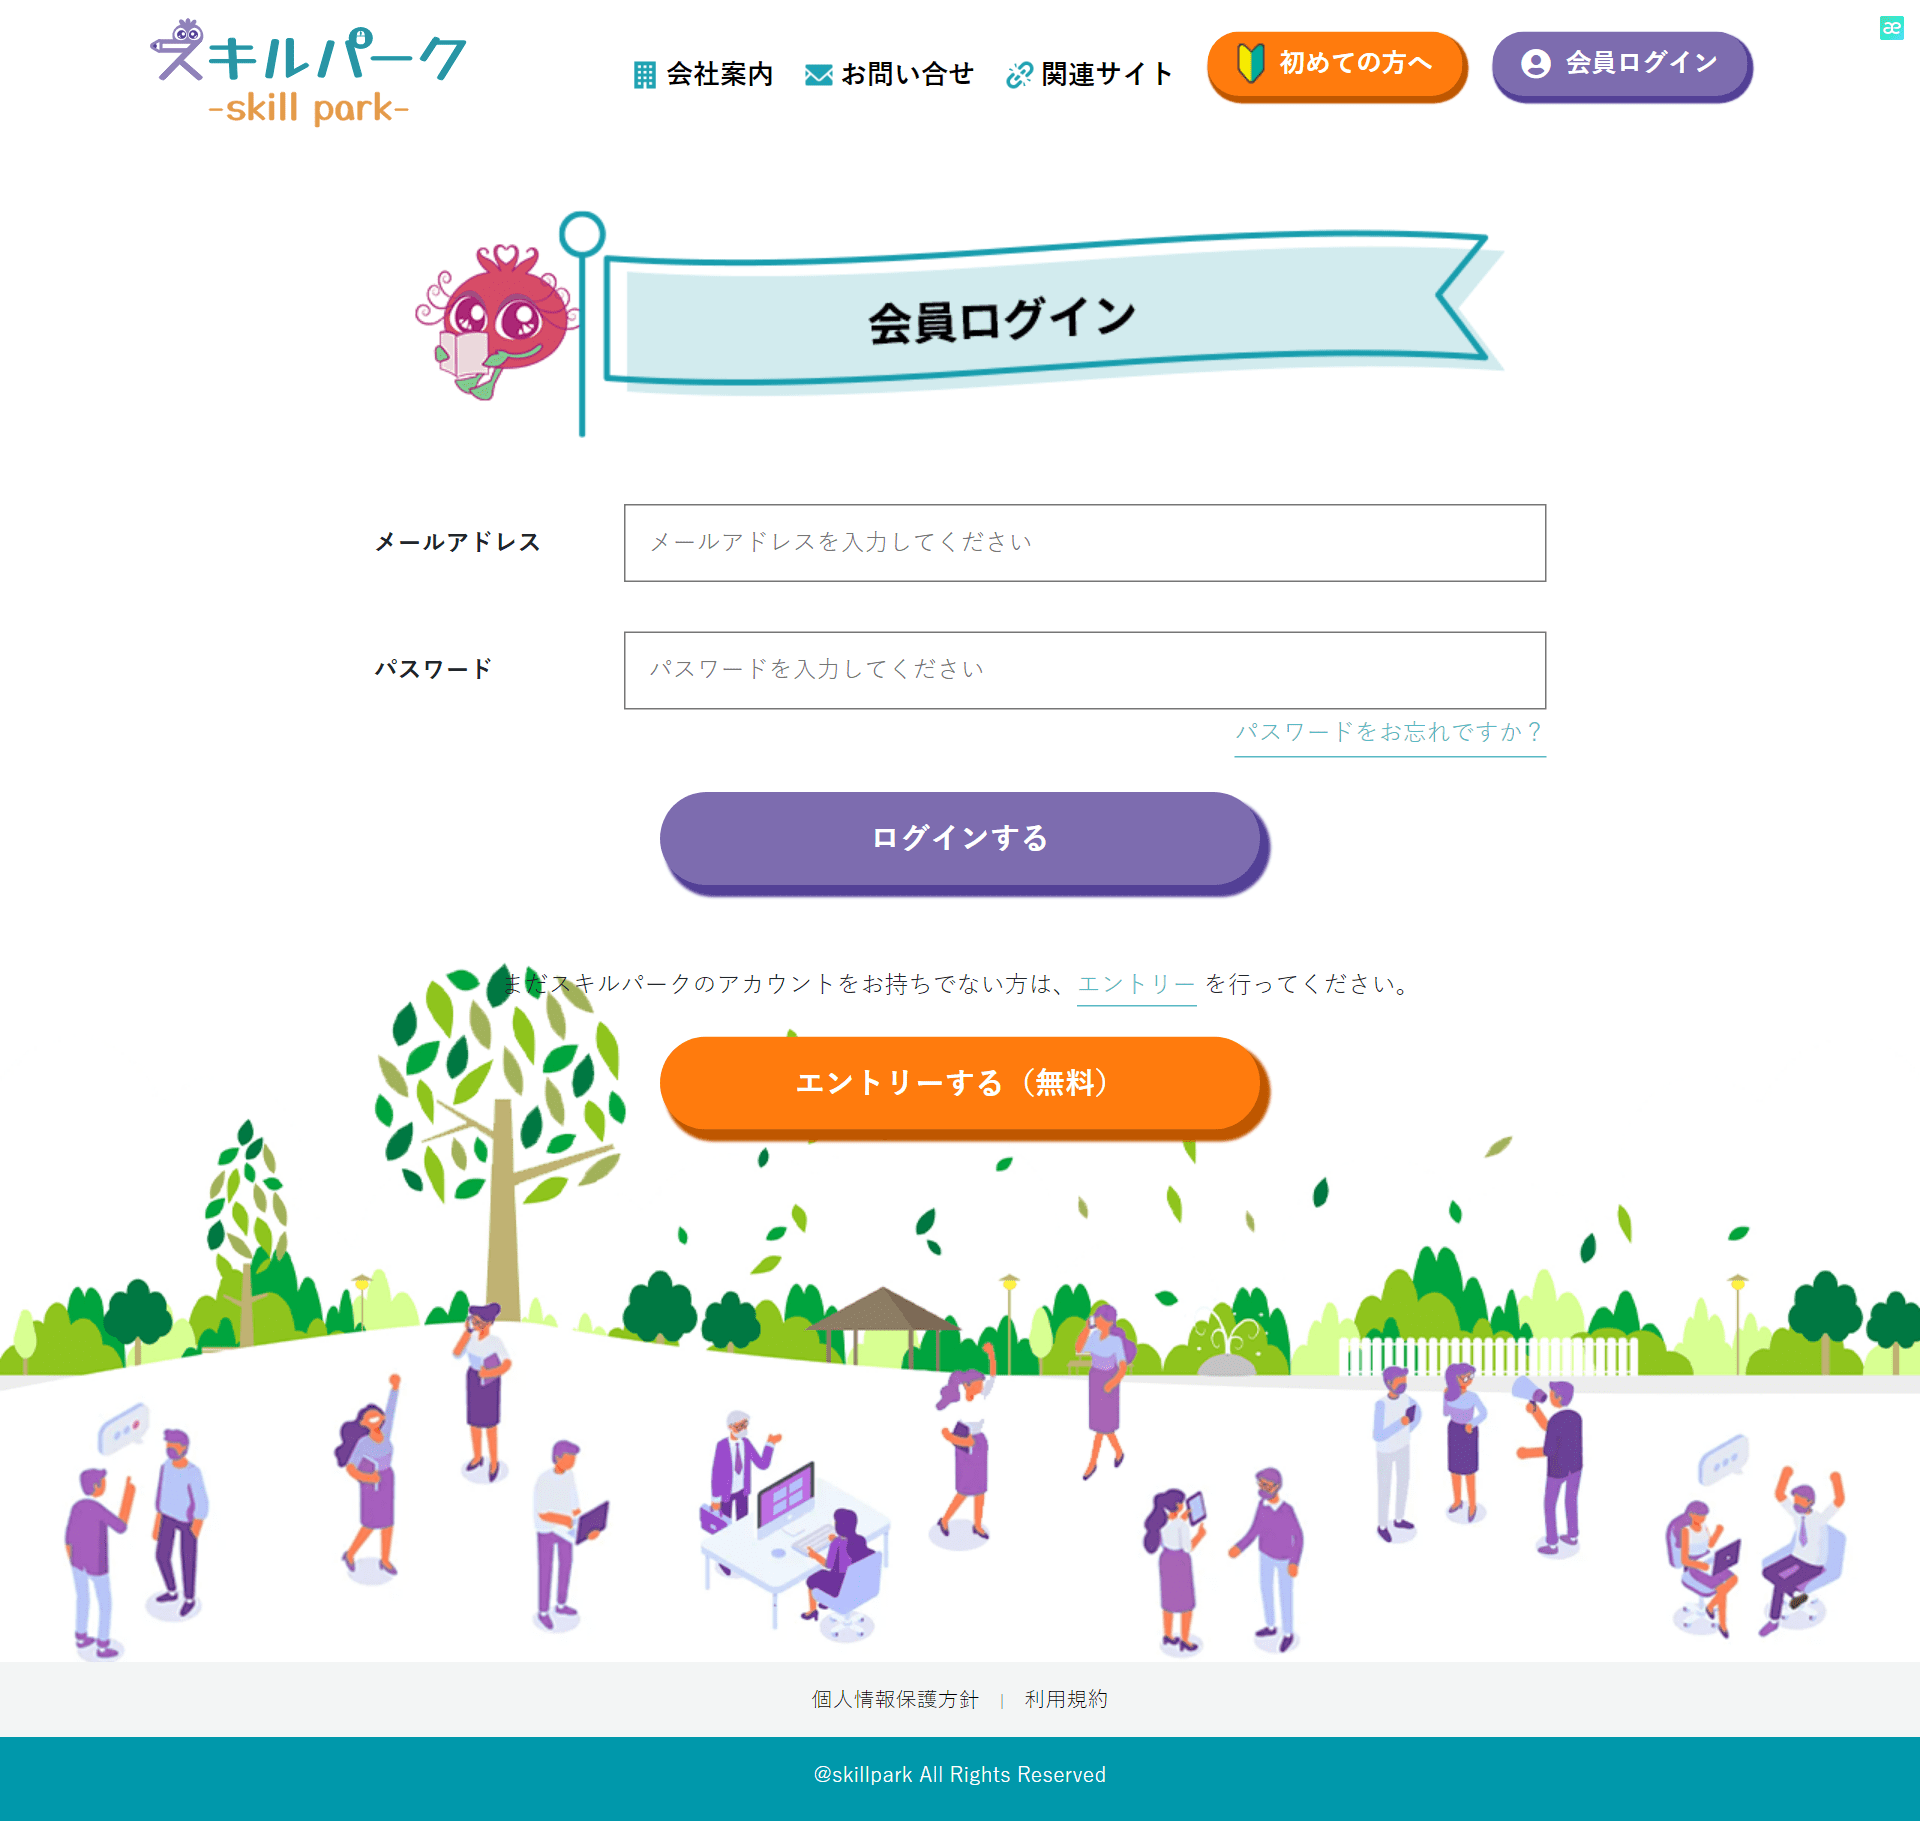 スキルパーク
-skill park-
会社案内
お問い合せ
関連サイト
初めての方へ
会員ログイン
æ
会員ログイン
メールアドレス
メールアドレスを入力してください
パスワード
パスワードを入力してください
パスワードをお忘れですか？
ログインする
まだスキルパークのアカウントをお持ちでない方は、エントリー を行ってください。
エントリーする（無料）
個人情報保護方針 | 利用規約
@skillpark All Rights Reserved